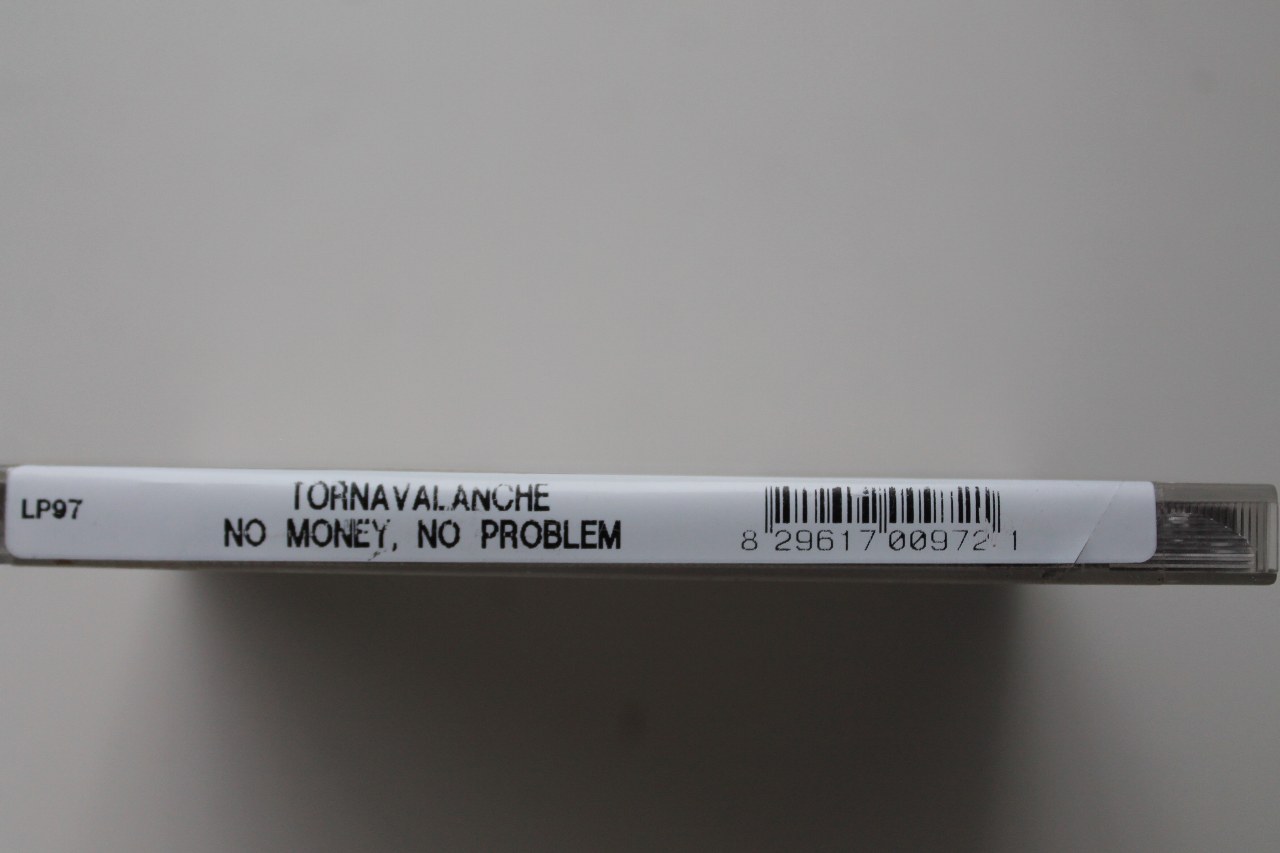 LP97
TORNAVALANCHE
NO MONEY, NO PROBLEM
8 29617 00972 1